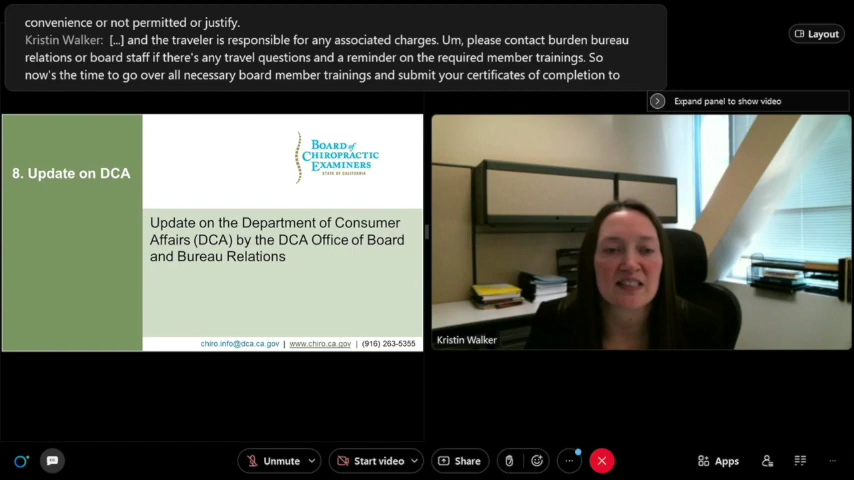 convenience or not permitted or justify.
Kristin Walker: [...] and the traveler is responsible for any associated charges. Um, please contact burden bureau
relations or board staff if there's any travel questions and a reminder on the required member trainings. So
now's the time to go over all necessary board member trainings and submit your certificates of completion to
Layout
Expand panel to show video
8. Update on DCA
BOARD of
CHIROPRACTIC
EXAMINERS
STATE OF CALIFORNIA
Update on the Department of Consumer
Affairs (DCA) by the DCA Office of Board
and Bureau Relations
chiro.info@dca.ca.gov | www.chiro.ca.gov | (916) 263-5355
Kristin Walker
Unmute
Start video
Share
Apps